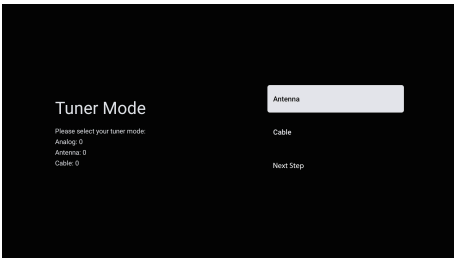 Tuner Mode
Please select your tuner mode:
Analog: 0
Antenna: 0
Cable: 0
Antenna
Cable
Next Step